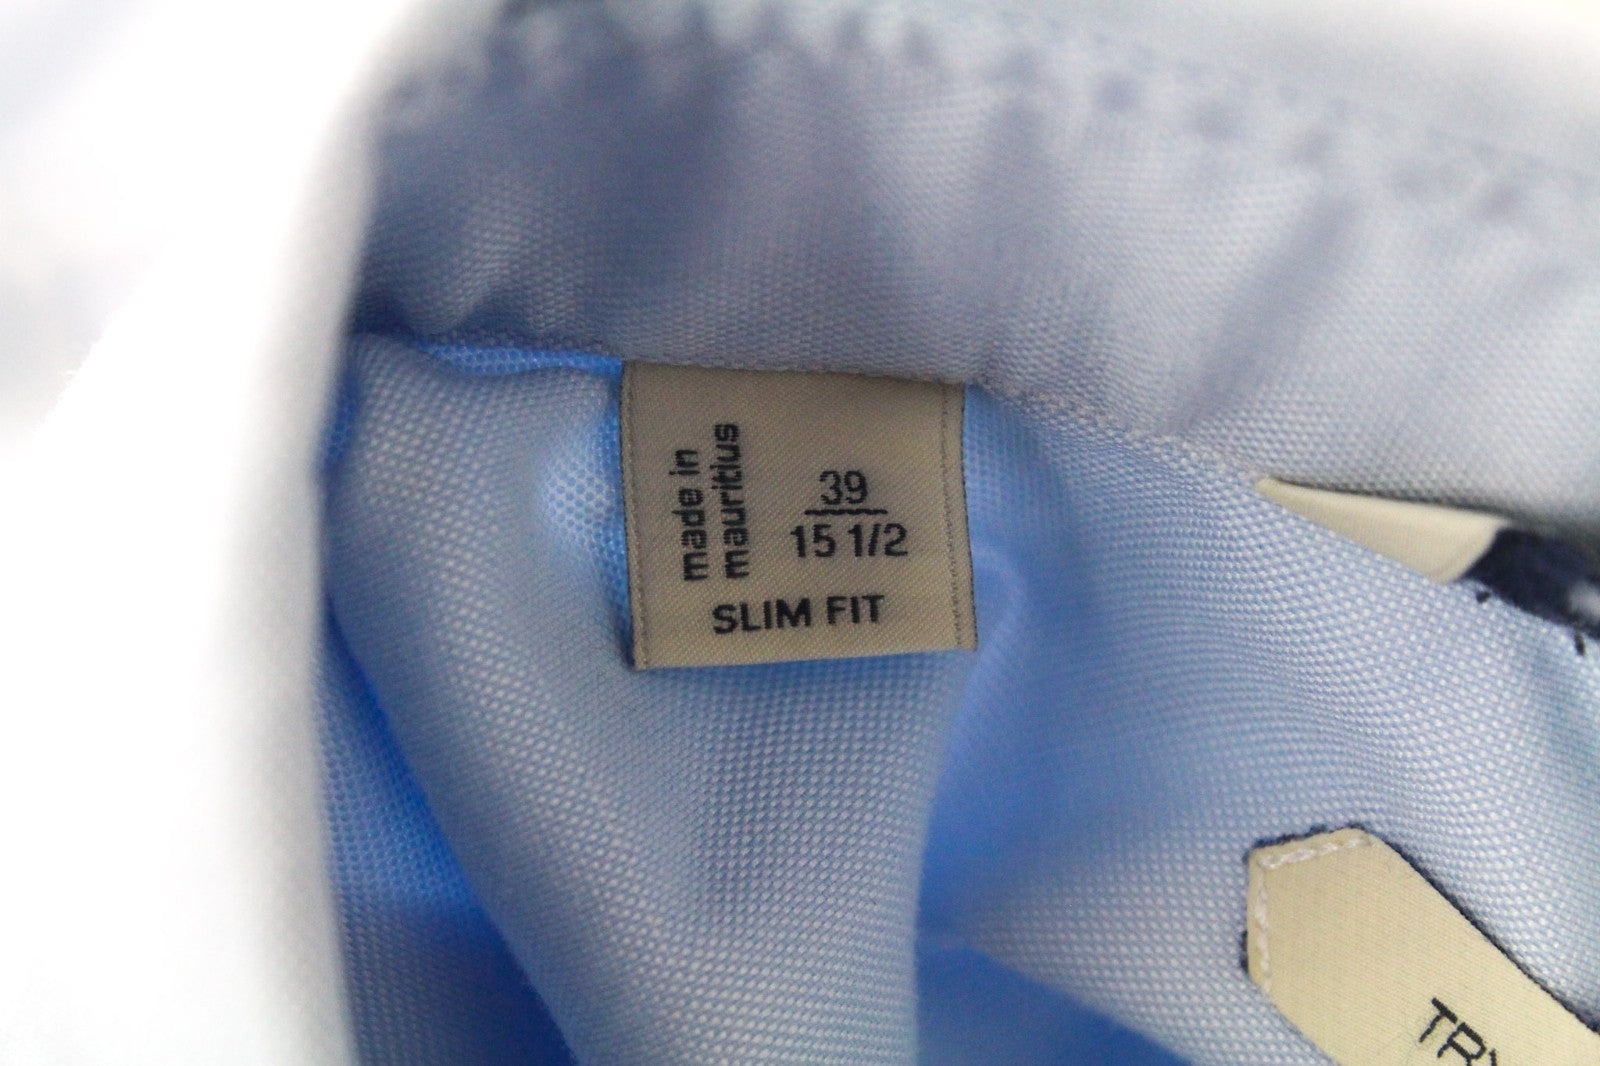 made in
mauritius
39
15 1/2
SLIM FIT